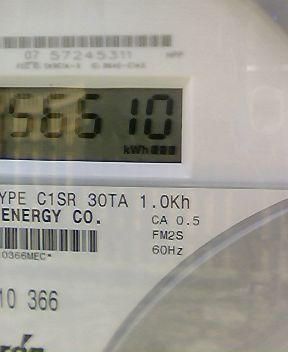 07 57245311
56610
kWh
YPE C1SR 30TA 1.0Kh
ENERGY CO.
CA 0.5
FM2S
60Hz
0366MEC*
10 366